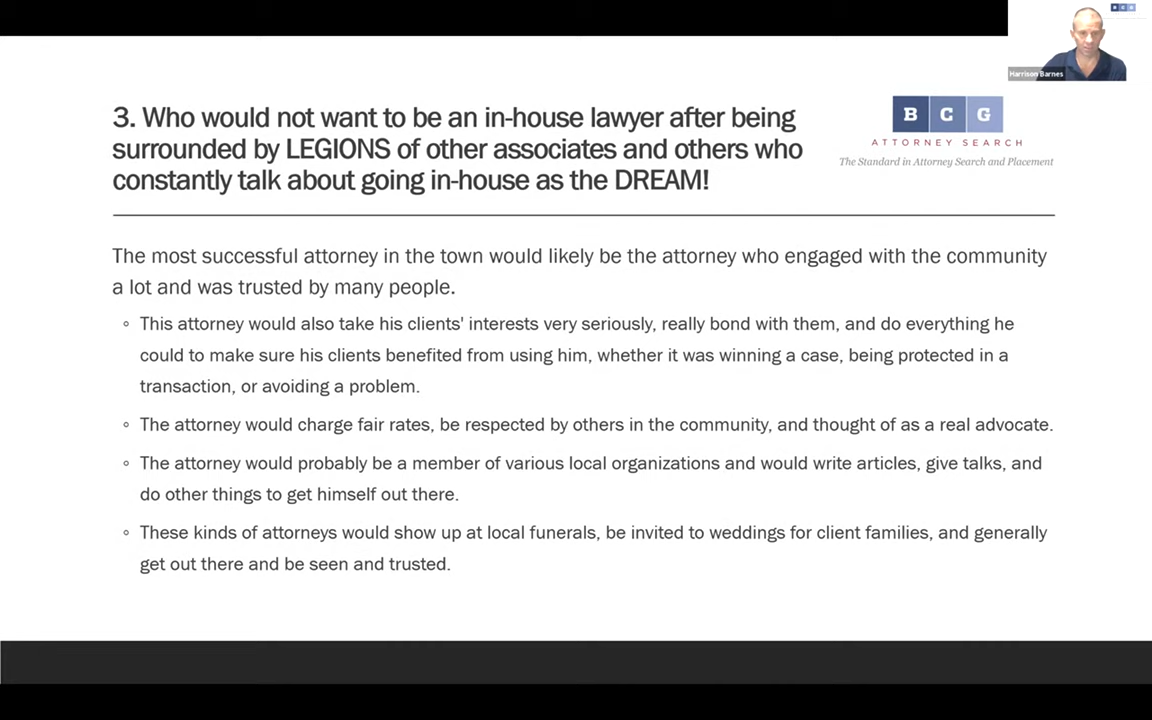 B C G
Harrison Barnes
3. Who would not want to be an in-house lawyer after being
surrounded by LEGIONS of other associates and others who
constantly talk about going in-house as the DREAM!
B C G
ATTORNEY SEARCH
The Standard in Attorney Search and Placement
The most successful attorney in the town would likely be the attorney who engaged with the community
a lot and was trusted by many people.
◦ This attorney would also take his clients' interests very seriously, really bond with them, and do everything he
could to make sure his clients benefited from using him, whether it was winning a case, being protected in a
transaction, or avoiding a problem.
◦ The attorney would charge fair rates, be respected by others in the community, and thought of as a real advocate.
◦ The attorney would probably be a member of various local organizations and would write articles, give talks, and
do other things to get himself out there.
◦ These kinds of attorneys would show up at local funerals, be invited to weddings for client families, and generally
get out there and be seen and trusted.